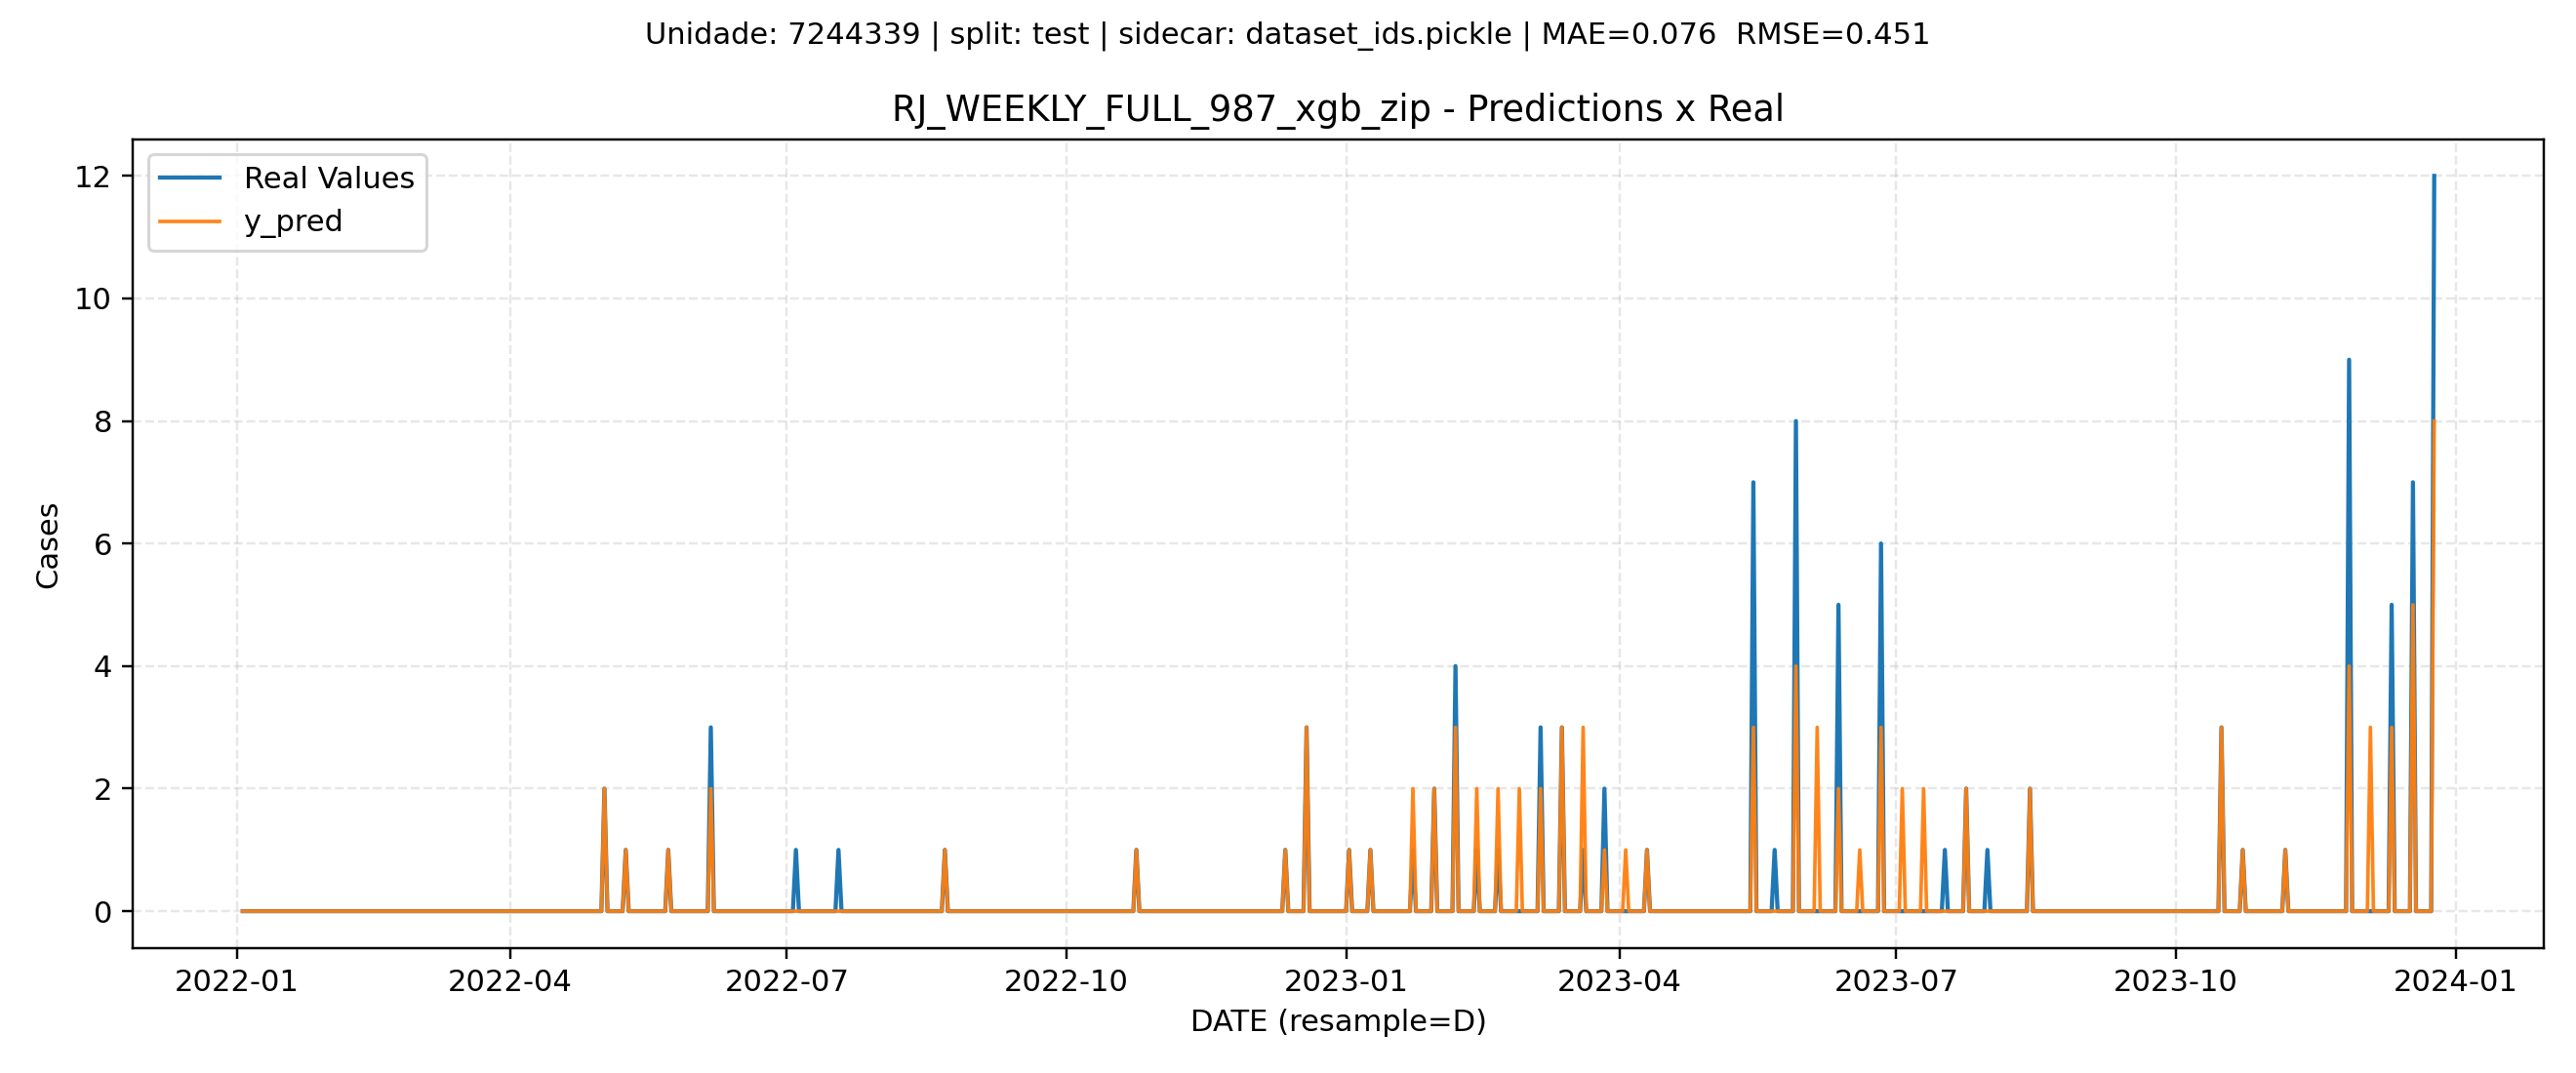 Unidade: 7244339 | split: test | sidecar: dataset_ids.pickle | MAE=0.076  RMSE=0.451
RJ_WEEKLY_FULL_987_xgb_zip - Predictions x Real
Real Values
y_pred
12
10
8
6
4
2
0
Cases
2022-01
2022-04
2022-07
2022-10
2023-01
2023-04
2023-07
2023-10
2024-01
DATE (resample=D)